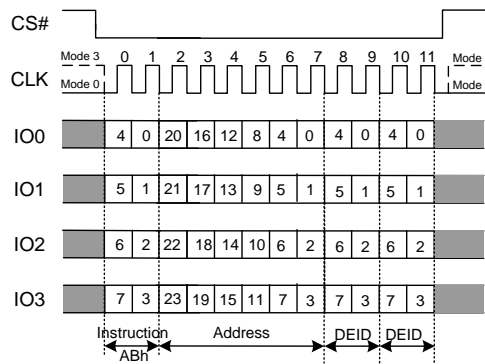 CS#
Mode 3 0 1 2 3 4 5 6 7 8 9 10 11 Mode
CLK
Mode 0 Mode
IO0 4 0 20 16 12 8 4 0 4 0 4 0
IO1 5 1 21 17 13 9 5 1 5 1 5 1
IO2 6 2 22 18 14 10 6 2 6 2 6 2
IO3 7 3 23 19 15 11 7 3 7 3 7 3
Instruction Address DEID DEID
ABh